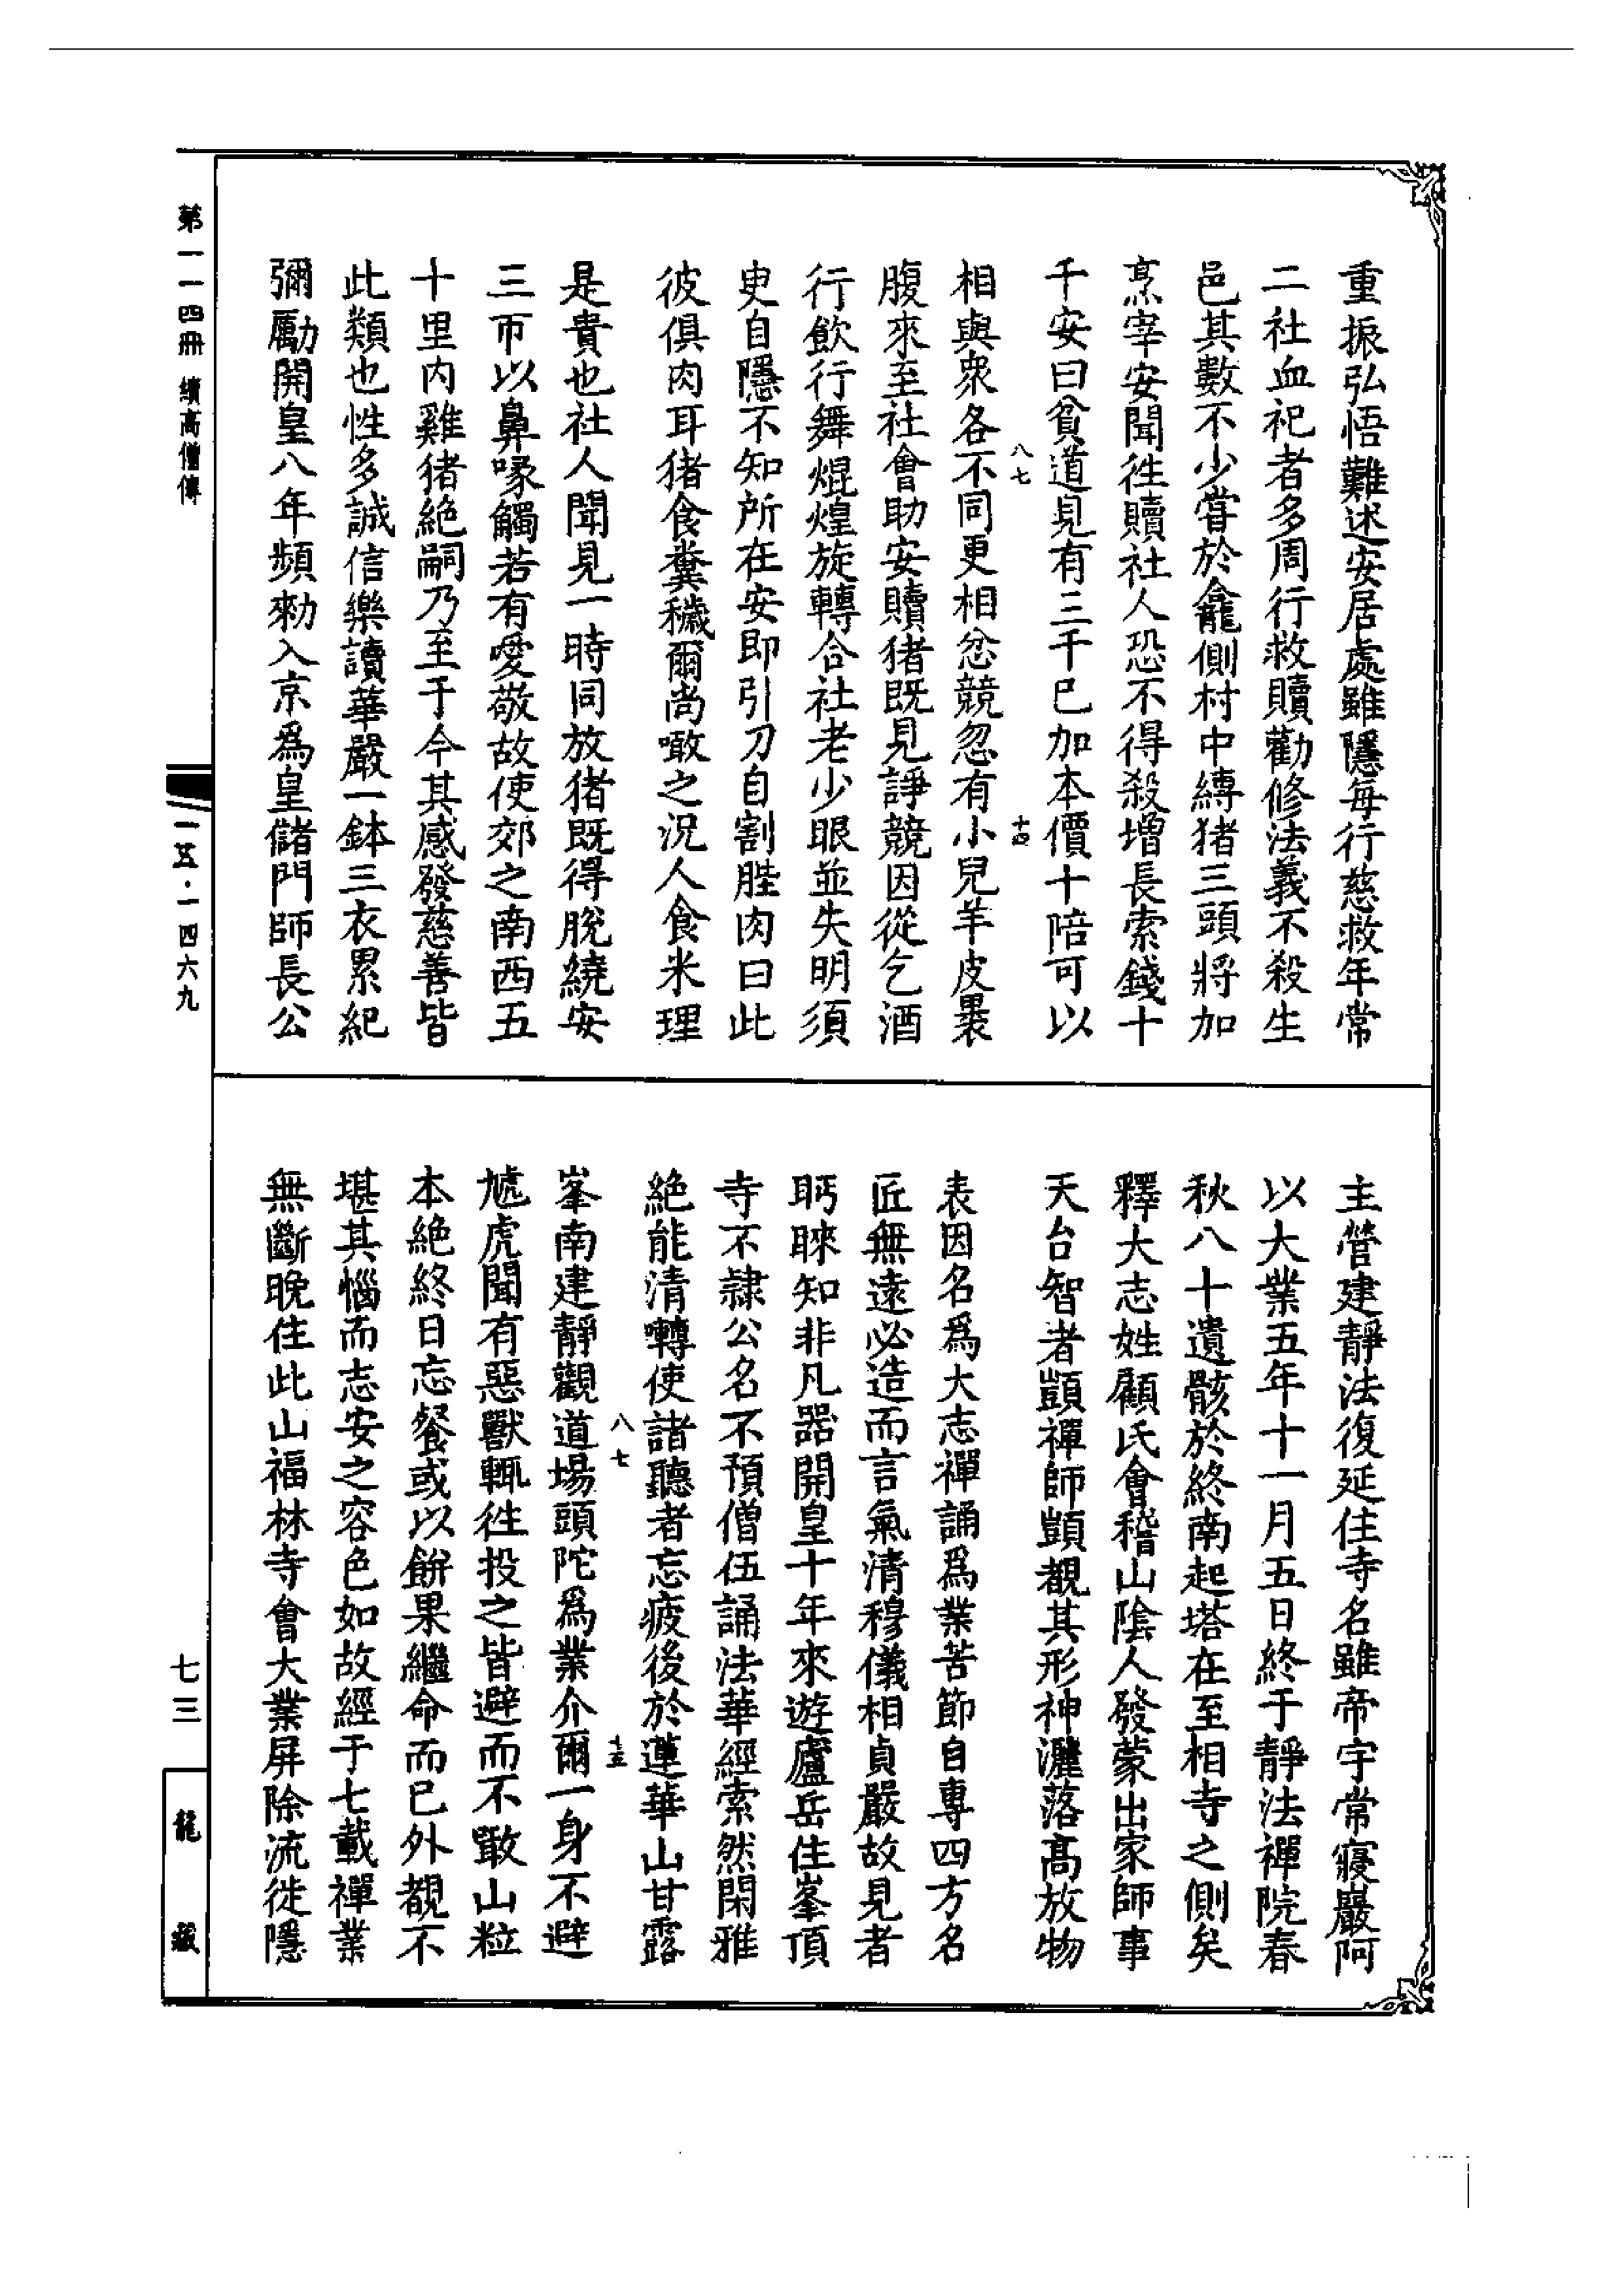 重振弘悟難述安居處雖隱每行慈救年常
二社血祀者多周行救贖勸修法義不殺生
邑其數不少嘗於龕側村中縛猪三頭將加
烹宰安聞徃贖社人恐不得殺增長索錢十
千安曰貧道見有三千已加本價十陪可以
八七
十四
相與衆各不同更相忿競忽有小兒羊皮裹
腹來至社會助安贖猪既見諍競因從乞酒
行飲行舞焜煌旋轉合社老少眼並失明須
臾自隱不知所在安即引刀自割䏶肉曰此
彼俱肉耳猪食糞穢爾尚噉之況人食米理
是貴也社人聞見一時同放猪既得脫繞安
三帀以鼻喙觸若有愛敬故使郊之南西五
十里內雞猪絕嗣乃至于今其感發慈善皆
此類也性多誠信樂讀華嚴一鉢三衣累紀
彌勵開皇八年頻勑入京爲皇儲門師長公
主營建靜法復延住寺名雖帝宇常寢巖阿
以大業五年十一月五日終于靜法禪院春
秋八十遺骸於終南起塔在至相寺之側矣
釋大志姓顧氏會稽山陰人發蒙出家師事
天台智者顗禪師顗覩其形神灑落高放物
表因名爲大志禪誦爲業苦節自專四方名
匠無遠必造而言氣清穆儀相貞嚴故見者
眄睞知非凡器開皇十年來遊廬岳住峯頂
寺不隷公名不預僧伍誦法華經索然閑雅
絕能清囀使諸聽者忘疲後於蓮華山甘露
八七
十五
峯南建靜觀道場頭陀爲業介爾一身不避
虓虎聞有惡獸輒徃投之皆避而不噉山粒
本絕終日忘餐或以餅果繼命而已外覩不
堪其惱而志安之容色如故經于七載禪業
無斷晚住此山福林寺會大業屏除流徙隱
第一一四冊 續高僧傳
一五·一四六九
七三
龍藏